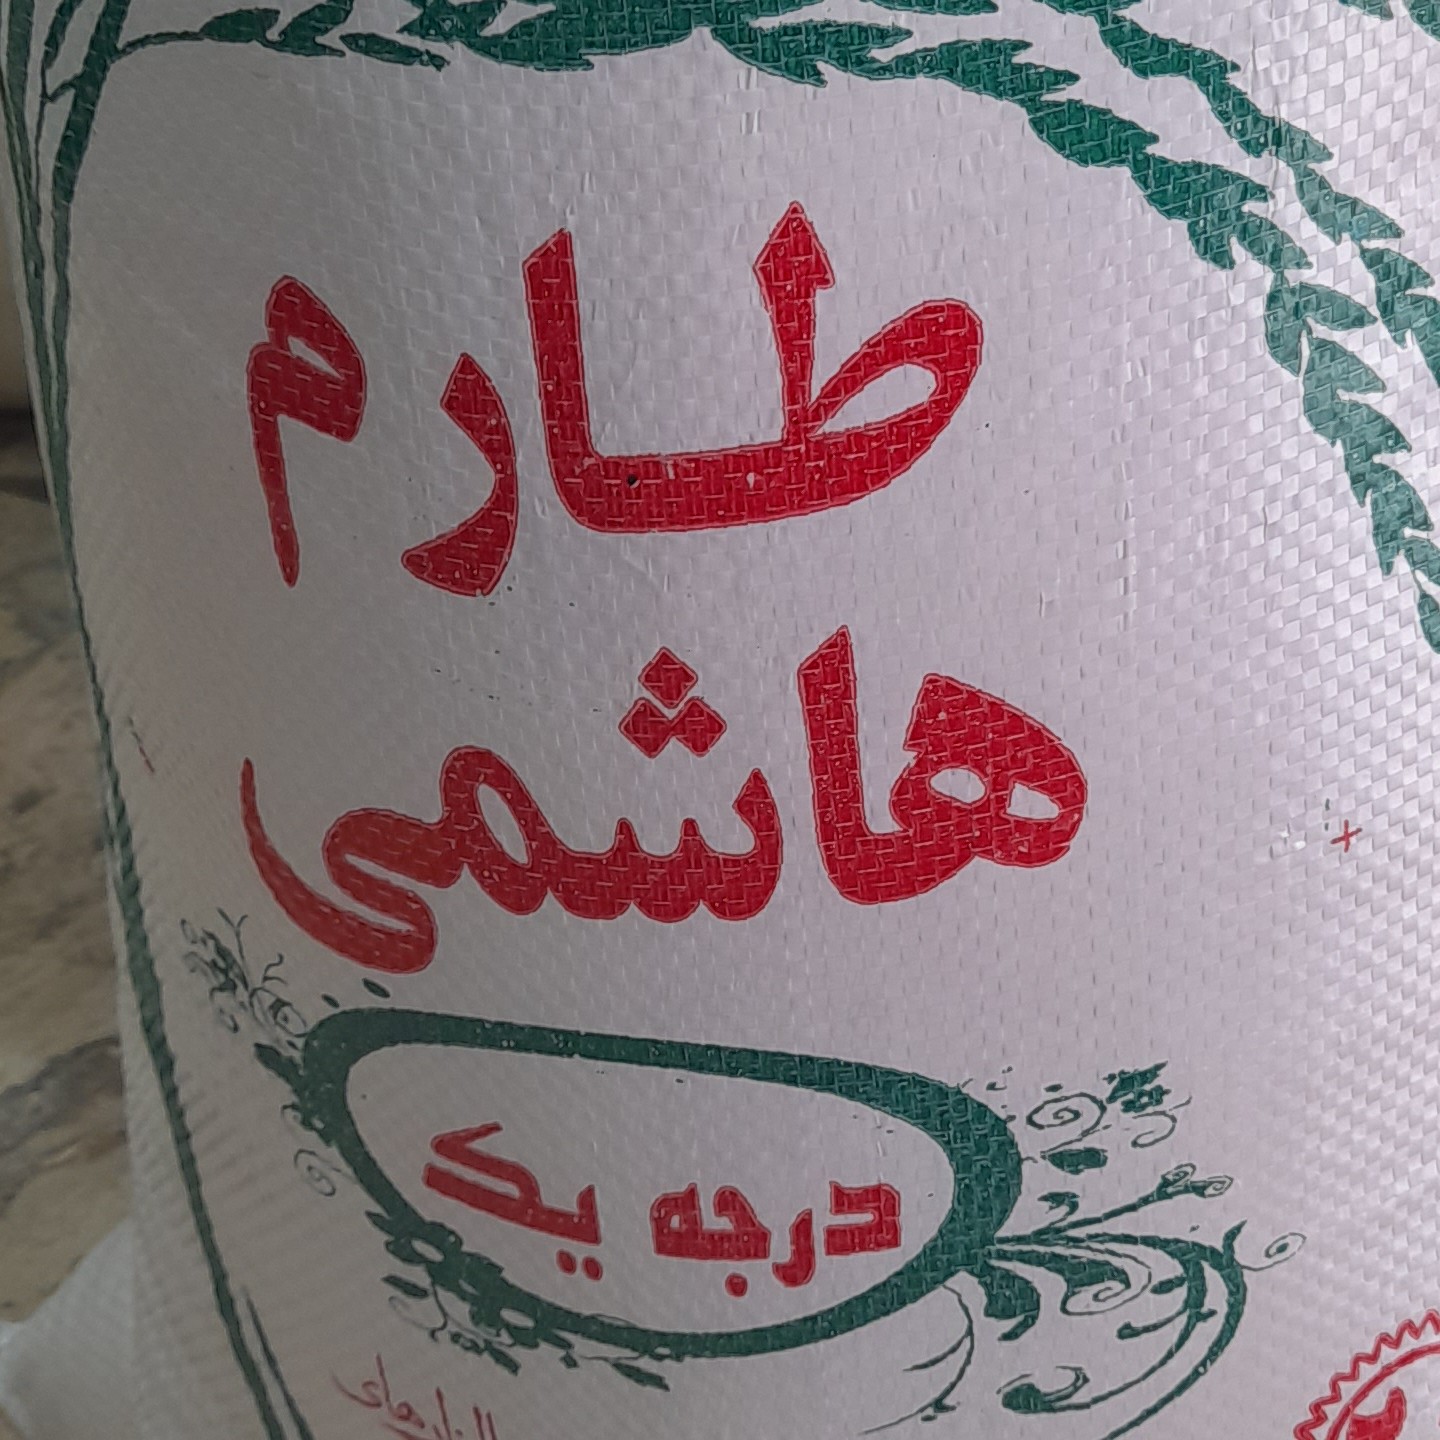 طارم
هاشمی
درجه یک